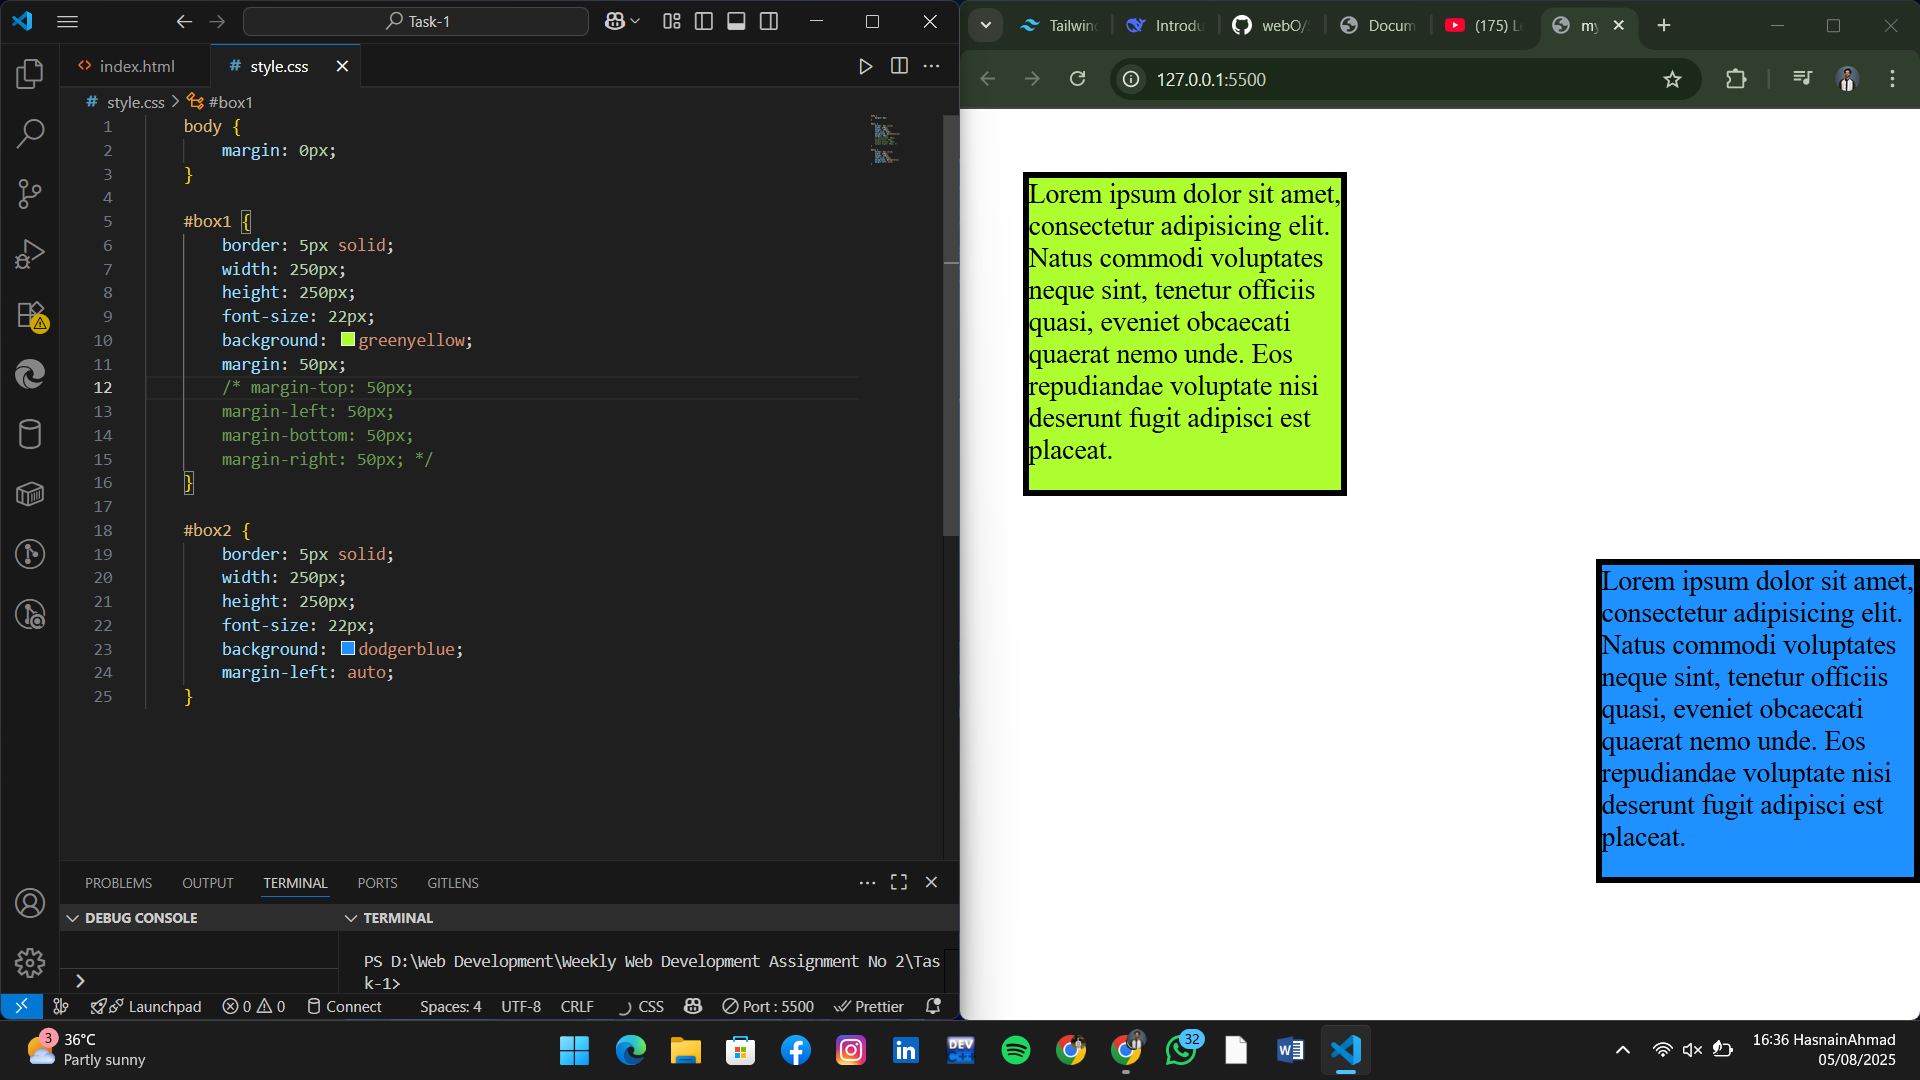 Task-1
index.html
# style.css
# style.css > #box1
1 body {
2 margin: 0px;
3 }
4
5 #box1 {
6 border: 5px solid;
7 width: 250px;
8 height: 250px;
9 font-size: 22px;
10 background: greenyellow;
11 margin: 50px;
12 /* margin-top: 50px;
13 margin-left: 50px;
14 margin-bottom: 50px;
15 margin-right: 50px; */
16 }
17
18 #box2 {
19 border: 5px solid;
20 width: 250px;
21 height: 250px;
22 font-size: 22px;
23 background: dodgerblue;
24 margin-left: auto;
25 }
PROBLEMS OUTPUT TERMINAL PORTS GITLENS
DEBUG CONSOLE
TERMINAL
PS D:\Web Development\Weekly Web Development Assignment No 2\Tas
k-1>
Launchpad 0 0 Connect Spaces: 4 UTF-8 CRLF CSS Port : 5500 Prettier
Tailwin Introdu webO/ Docum (175) L my
127.0.0.1:5500
Lorem ipsum dolor sit amet,
consectetur adipisicing elit.
Natus commodi voluptates
neque sint, tenetur officiis
quasi, eveniet obcaecati
quaerat nemo unde. Eos
repudiandae voluptate nisi
deserunt fugit adipisci est
placeat.
Lorem ipsum dolor sit amet,
consectetur adipisicing elit.
Natus commodi voluptates
neque sint, tenetur officiis
quasi, eveniet obcaecati
quaerat nemo unde. Eos
repudiandae voluptate nisi
deserunt fugit adipisci est
placeat.
3
36°C
Partly sunny
DEV
32
16:36 HasnainAhmad
05/08/2025